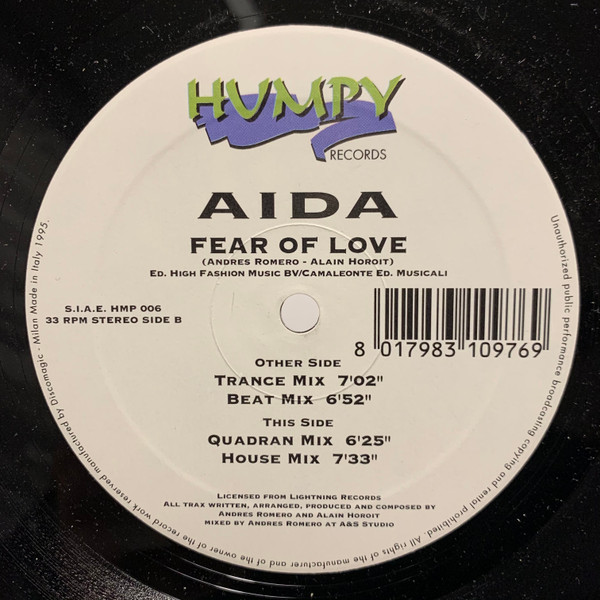 HUMPY
RECORDS
AIDA
FEAR OF LOVE
(ANDRES ROMERO - ALAIN HOROIT)
ED. HIGH FASHION MUSIC BV/CAMALEONTE ED. MUSICALI
S.I.A.E. HMP 006
33 RPM STEREO SIDE B
8 017983 109769
OTHER SIDE
TRANCE MIX 7'02"
BEAT MIX 6'52"
THIS SIDE
QUADRAN MIX 6'25"
HOUSE MIX 7'33"
LICENSED FROM LIGHTNING RECORDS
ALL TRAX WRITTEN, ARRANGED, PRODUCED AND COMPOSED BY
ANDRES ROMERO AND ALAIN HOROIT
MIXED BY ANDRES ROMERO AT A&S STUDIO
Unauthorized public performance broadcasting copying and rental prohibited. All rights of the manufacturer and of the owner of the record work reserved manufactured by Discomagic - Milan Made in Italy 1995.